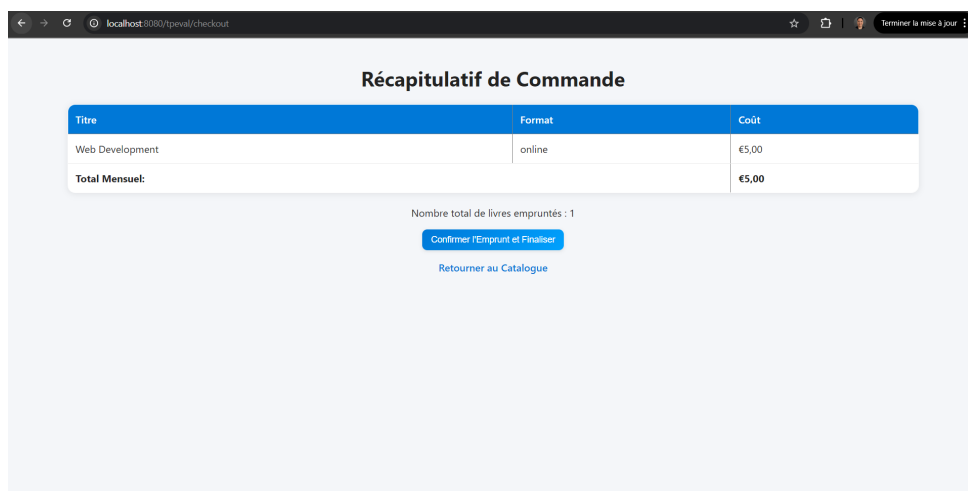 localhost:8080/tpeval/checkout
Terminer la mise à jour
Récapitulatif de Commande
Titre Format Coût
Web Development online €5,00
Total Mensuel: €5,00
Nombre total de livres empruntés : 1
Confirmer l'Emprunt et Finaliser
Retourner au Catalogue